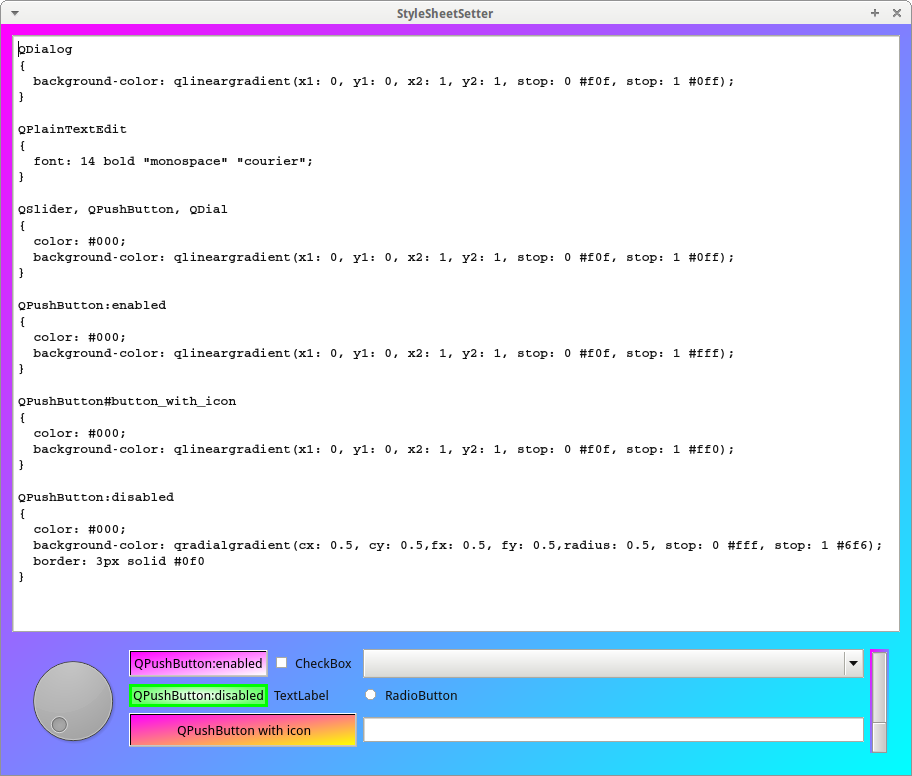 StyleSheetSetter
QDialog
{
  background-color: qlineargradient(x1: 0, y1: 0, x2: 1, y2: 1, stop: 0 #f0f, stop: 1 #0ff);
}

QPlainTextEdit
{
  font: 14 bold "monospace" "courier";
}

QSlider, QPushButton, QDial
{
  color: #000;
  background-color: qlineargradient(x1: 0, y1: 0, x2: 1, y2: 1, stop: 0 #f0f, stop: 1 #0ff);
}

QPushButton:enabled
{
  color: #000;
  background-color: qlineargradient(x1: 0, y1: 0, x2: 1, y2: 1, stop: 0 #f0f, stop: 1 #fff);
}

QPushButton#button_with_icon
{
  color: #000;
  background-color: qlineargradient(x1: 0, y1: 0, x2: 1, y2: 1, stop: 0 #f0f, stop: 1 #ff0);
}

QPushButton:disabled
{
  color: #000;
  background-color: qradialgradient(cx: 0.5, cy: 0.5,fx: 0.5, fy: 0.5,radius: 0.5, stop: 0 #fff, stop: 1 #6f6);
  border: 3px solid #0f0
}
QPushButton:enabled CheckBox
QPushButton:disabled TextLabel RadioButton
QPushButton with icon